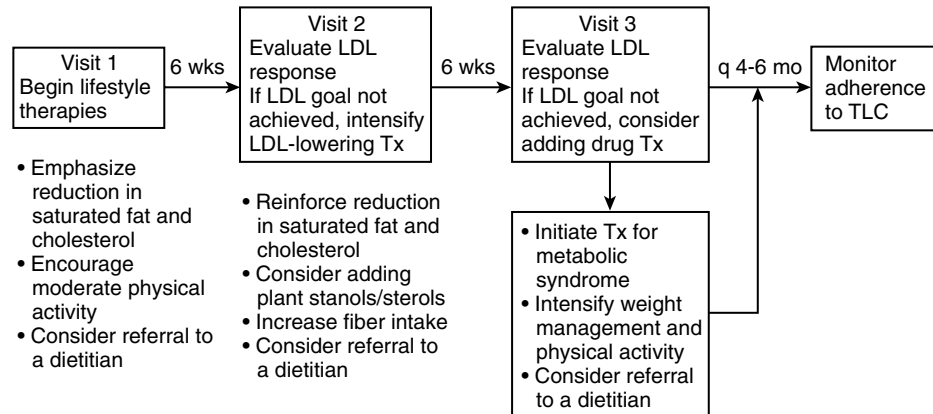 Visit 1
Begin lifestyle
therapies
6 wks
Visit 2
Evaluate LDL
response
If LDL goal not
achieved, intensify
LDL-lowering Tx
6 wks
Visit 3
Evaluate LDL
response
If LDL goal not
achieved, consider
adding drug Tx
q 4-6 mo
Monitor
adherence
to TLC
• Emphasize
reduction in
saturated fat and
cholesterol
• Encourage
moderate physical
activity
• Consider referral to
a dietitian
• Reinforce reduction
in saturated fat and
cholesterol
• Consider adding
plant stanols/sterols
• Increase fiber intake
• Consider referral to
a dietitian
• Initiate Tx for
metabolic
syndrome
• Intensify weight
management and
physical activity
• Consider referral
to a dietitian